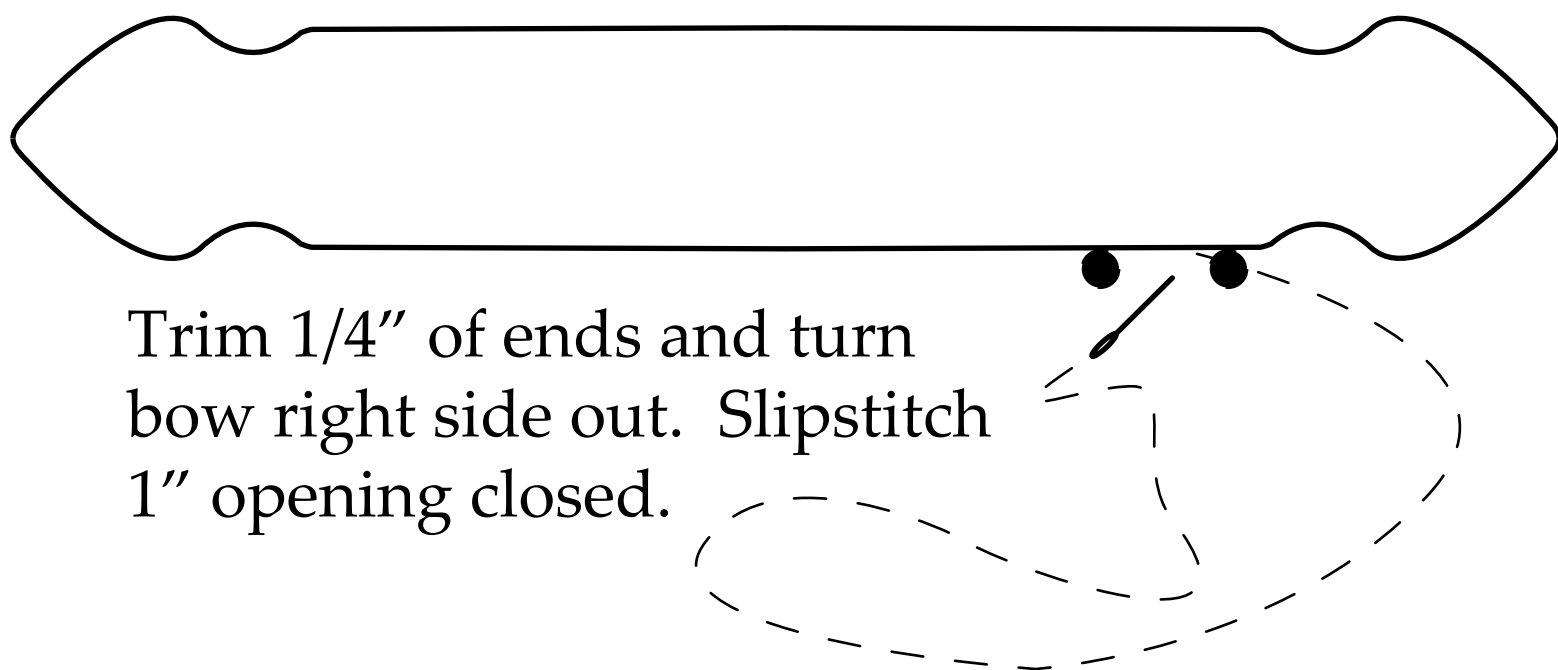 Trim 1/4” of ends and turn
bow right side out.  Slipstitch
1” opening closed.